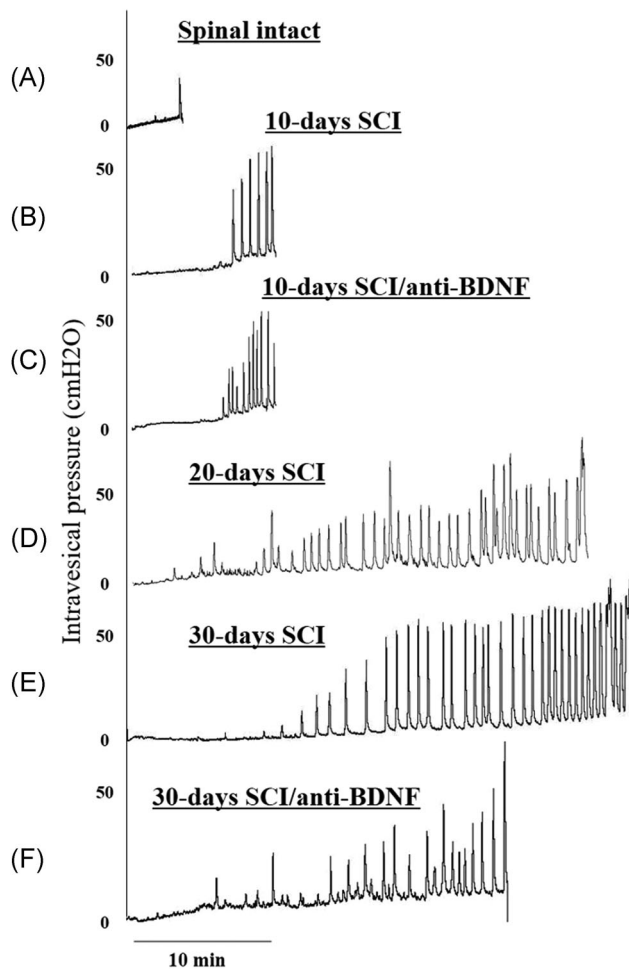 Spinal intact
(A)
50
0
10-days SCI
(B)
50
0
10-days SCI/anti-BDNF
(C)
50
0
20-days SCI
(D)
50
0
30-days SCI
(E)
50
0
30-days SCI/anti-BDNF
(F)
50
0
Intravesical pressure (cmH2O)
10 min